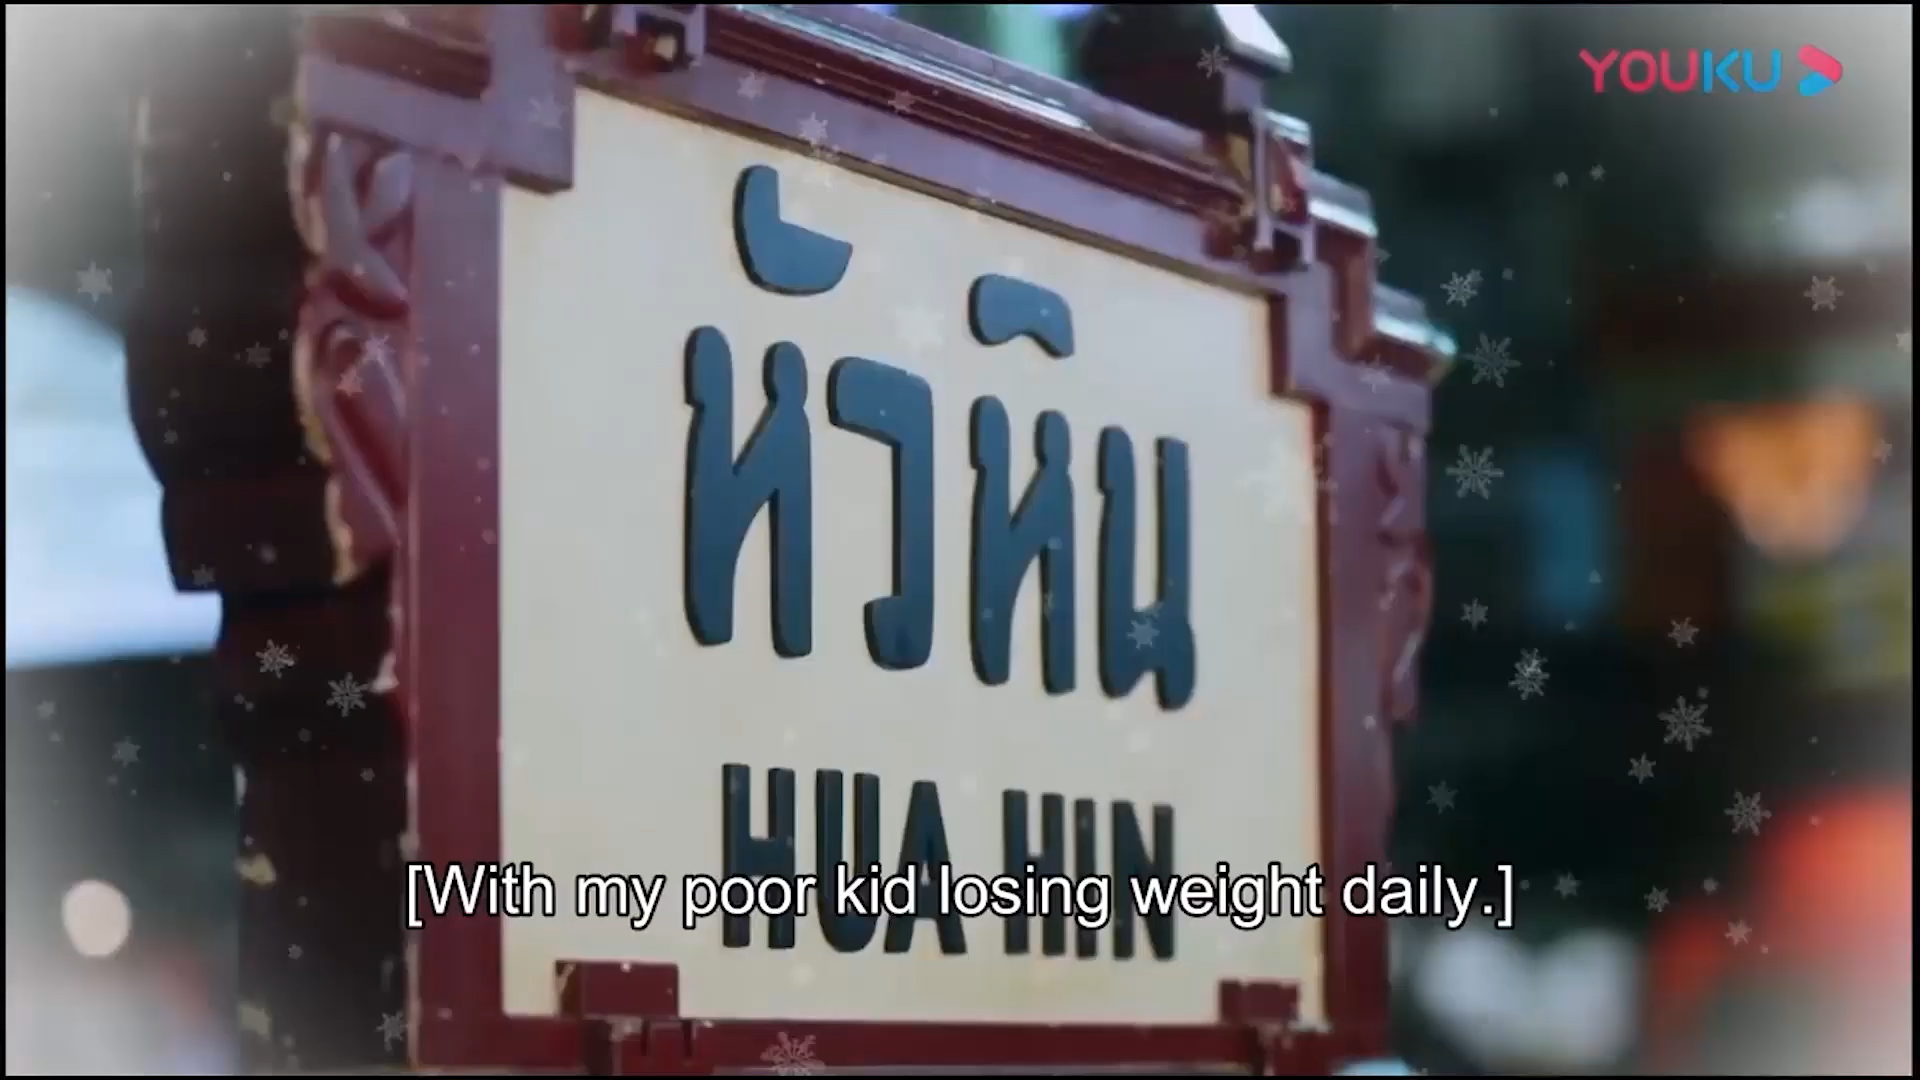 YOUKU
หัวหิน
HUA HIN
[With my poor kid losing weight daily.]